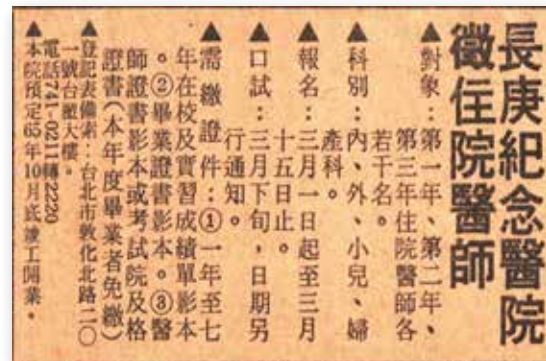 長庚紀念醫院
徵住院醫師
▲對象：第一年、第二年、
第三年住院醫師各
若干名。
▲科別：內、外、小兒、婦
產科。
▲報名：三月一日起至三月
十五日止。
▲口試：三月下旬，日期另
行通知。
▲需繳證件：①一年至七
年在校及實習成績單影本
。②畢業證書影本。③醫
師證書影本或考試院及格
證書（本年度畢業者免繳）
▲登記表備索：台北市敦化北路二〇
一號台塑大樓。
電話741-0211轉2220
▲本院預定65年10月底竣工開業。